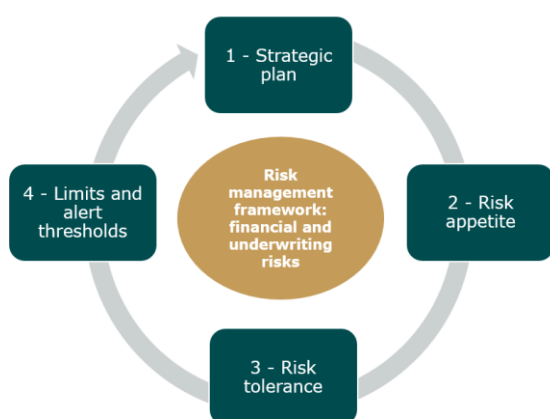 1 - Strategic
plan
2 - Risk
appetite
3 - Risk
tolerance
4 - Limits and
alert
thresholds
Risk
management
framework:
financial and
underwriting
risks